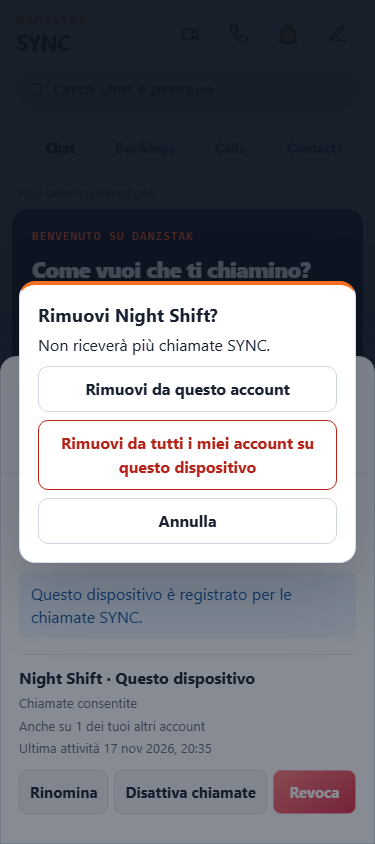 DANZSTAK
SYNC
Cerca chat e persone
Chat
Bookings
Calls
Contacts
Your salted conversations
BENVENUTO SU DANZSTAK
Come vuoi che ti chiamino?
Rimuovi Night Shift?
Non riceverà più chiamate SYNC.
Rimuovi da questo account
Rimuovi da tutti i miei account su
questo dispositivo
Annulla
Questo dispositivo è registrato per le
chiamate SYNC.
Night Shift · Questo dispositivo
Chiamate consentite
Anche su 1 dei tuoi altri account
Ultima attività 17 nov 2026, 20:35
Rinomina
Disattiva chiamate
Revoca